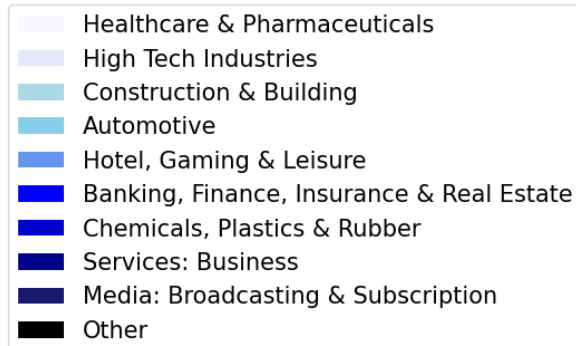 Healthcare & Pharmaceuticals
High Tech Industries
Construction & Building
Automotive
Hotel, Gaming & Leisure
Banking, Finance, Insurance & Real Estate
Chemicals, Plastics & Rubber
Services: Business
Media: Broadcasting & Subscription
Other